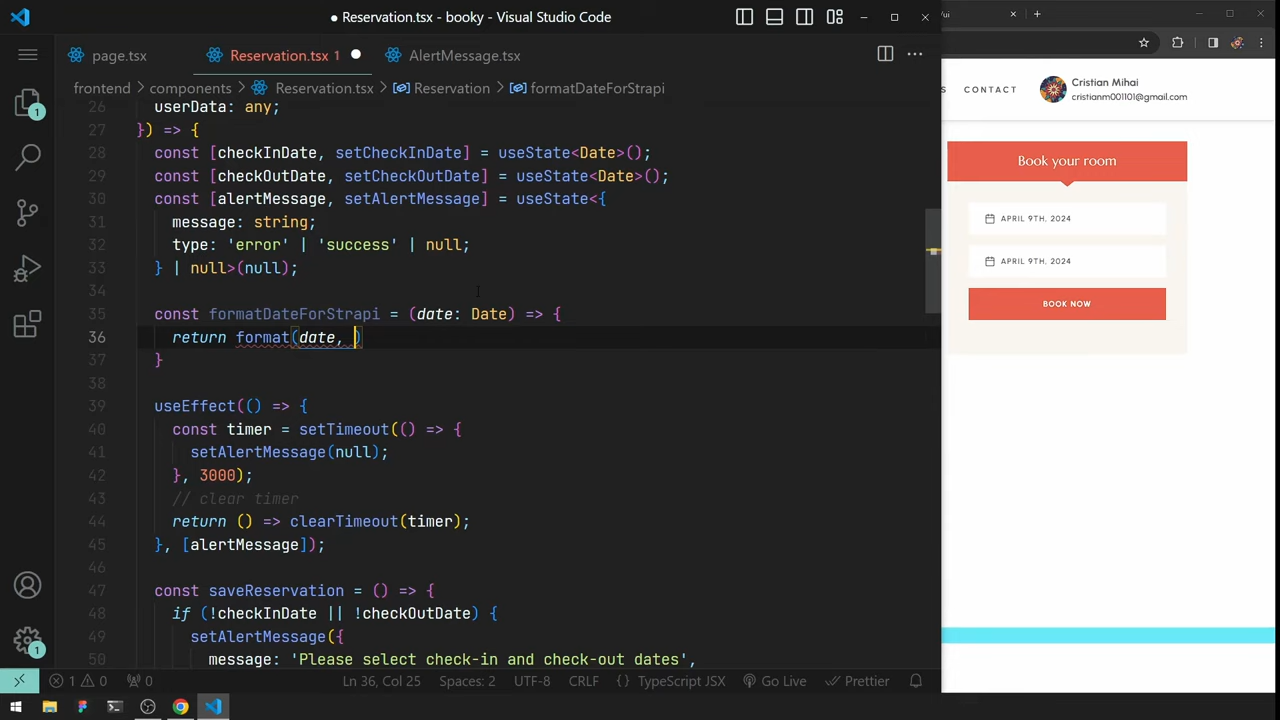 ● Reservation.tsx - booky - Visual Studio Code
page.tsx
Reservation.tsx 1
AlertMessage.tsx
frontend > components > Reservation.tsx > Reservation > formatDateForStrapi
26 userData: any;
27 }) => {
28 const [checkInDate, setCheckInDate] = useState<Date>();
29 const [checkOutDate, setCheckOutDate] = useState<Date>();
30 const [alertMessage, setAlertMessage] = useState<{
31 message: string;
32 type: 'error' | 'success' | null;
33 } | null>(null);
34
35 const formatDateForStrapi = (date: Date) => {
36 return format(date, )
37 }
38
39 useEffect(() => {
40 const timer = setTimeout(() => {
41 setAlertMessage(null);
42 }, 3000);
43 // clear timer
44 return () => clearTimeout(timer);
45 }, [alertMessage]);
46
47 const saveReservation = () => {
48 if (!checkInDate || !checkOutDate) {
49 setAlertMessage({
50 message: 'Please select check-in and check-out dates',
1
1
1 0 0 Ln 36, Col 25 Spaces: 2 UTF-8 CRLF {} TypeScript JSX Go Live Prettier
/ui
S CONTACT
Cristian Mihai
cristianm001101@gmail.com
Book your room
APRIL 9TH, 2024
APRIL 9TH, 2024
BOOK NOW